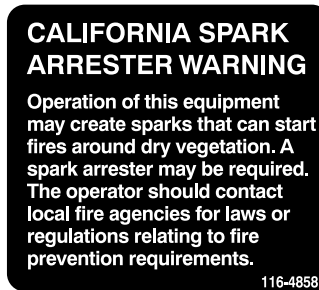 CALIFORNIA SPARK
ARRESTER WARNING
Operation of this equipment
may create sparks that can start
fires around dry vegetation. A
spark arrester may be required.
The operator should contact
local fire agencies for laws or
regulations relating to fire
prevention requirements.
116-4858